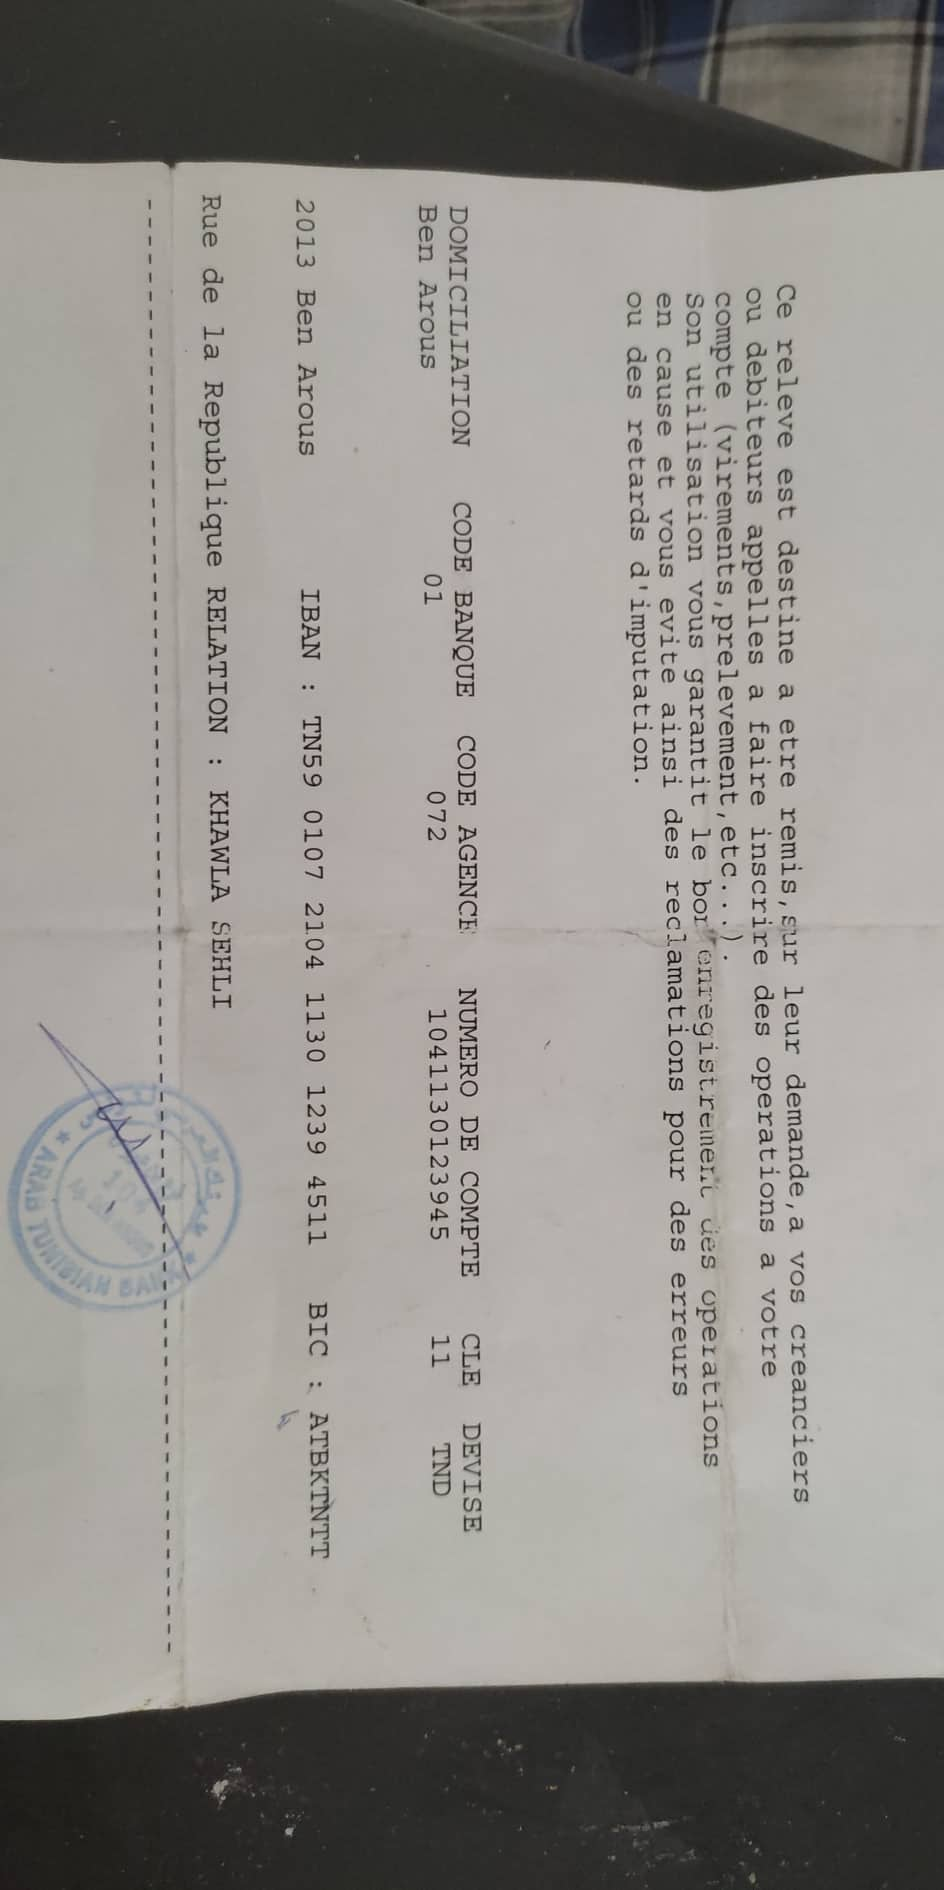 Ce releve est destine a etre remis,sur leur demande,a vos creanciers
ou debiteurs appelles a faire inscrire des operations a votre
compte (virements,prelevement,etc...).
Son utilisation vous garantit le bon enregistrement des operations
en cause et vous evite ainsi des reclamations pour des erreurs
ou des retards d'imputation.
DOMICILIATION CODE BANQUE CODE AGENCE NUMERO DE COMPTE CLE DEVISE
Ben Arous 01 072 1041130123945 11 TND
2013 Ben Arous IBAN : TN59 0107 2104 1130 1239 4511 BIC : ATBKTNTT
Rue de la Republique RELATION : KHAWLA SEHLI
ARAB TUNISIAN BANK